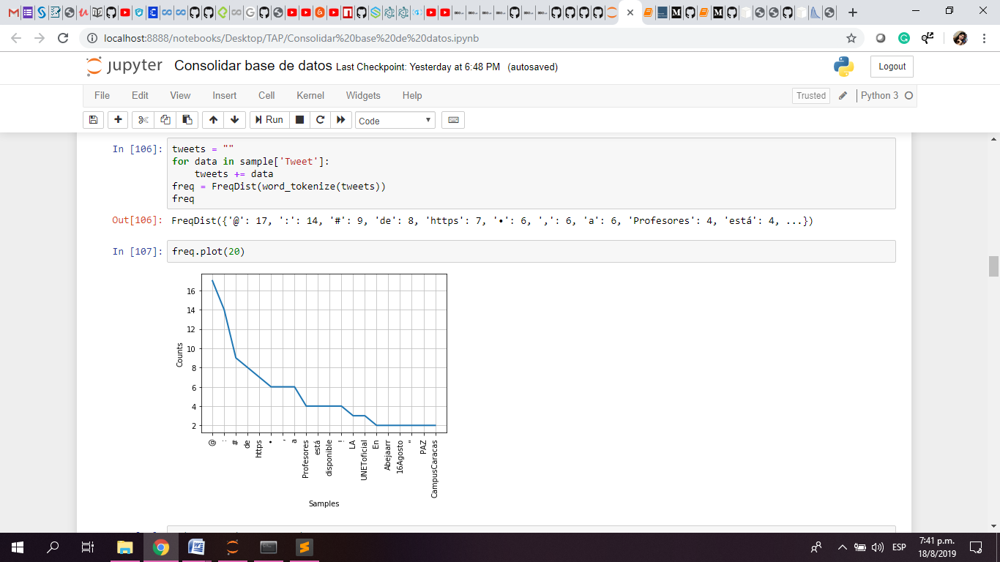 localhost:8888/notebooks/Desktop/TAP/Consolidar%20base%20de%20datos.ipynb
jupyter Consolidar base de datos Last Checkpoint: Yesterday at 6:48 PM (autosaved) Logout
File Edit View Insert Cell Kernel Widgets Help Trusted Python 3
Run Code
In [106]: tweets = ""
for data in sample['Tweet']:
tweets += data
freq = FreqDist(word_tokenize(tweets))
freq
Out[106]: FreqDist({'@': 17, ':': 14, '#': 9, 'de': 8, 'https': 7, '•': 6, ',': 6, 'a': 6, 'Profesores': 4, 'está': 4, ...})
In [107]: freq.plot(20)
16
14
12
10
8
6
4
2
Counts
@
:
#
de
https
•
,
a
Profesores
está
disponible
!
LA
UNEToficial
En
Abejaarr
16Agosto
"
PAZ
CampusCaracas
Samples
ESP
7:41 p.m.
18/8/2019